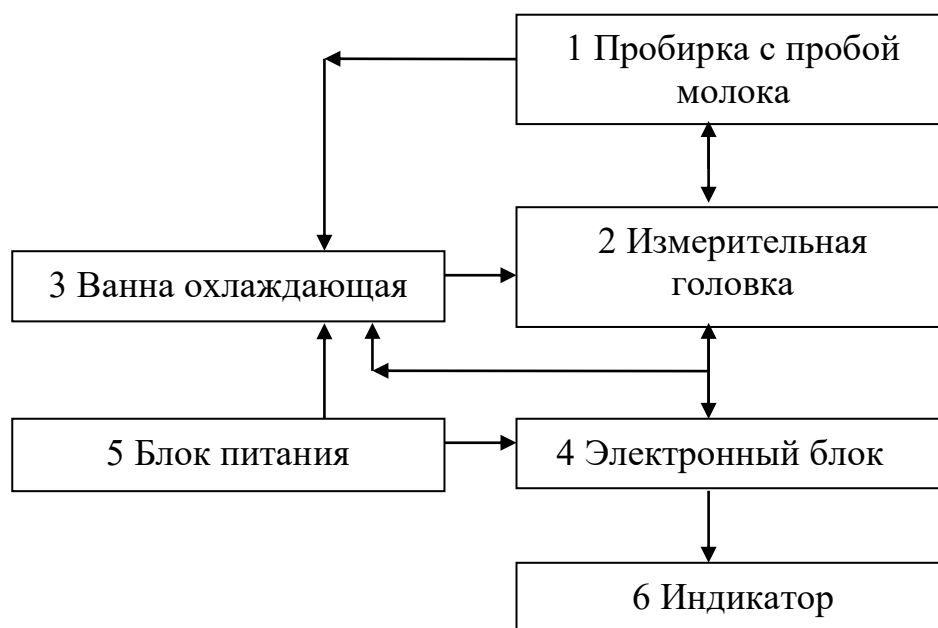 1 Пробирка с пробой
молока
2 Измерительная
головка
3 Ванна охлаждающая
5 Блок питания
4 Электронный блок
6 Индикатор